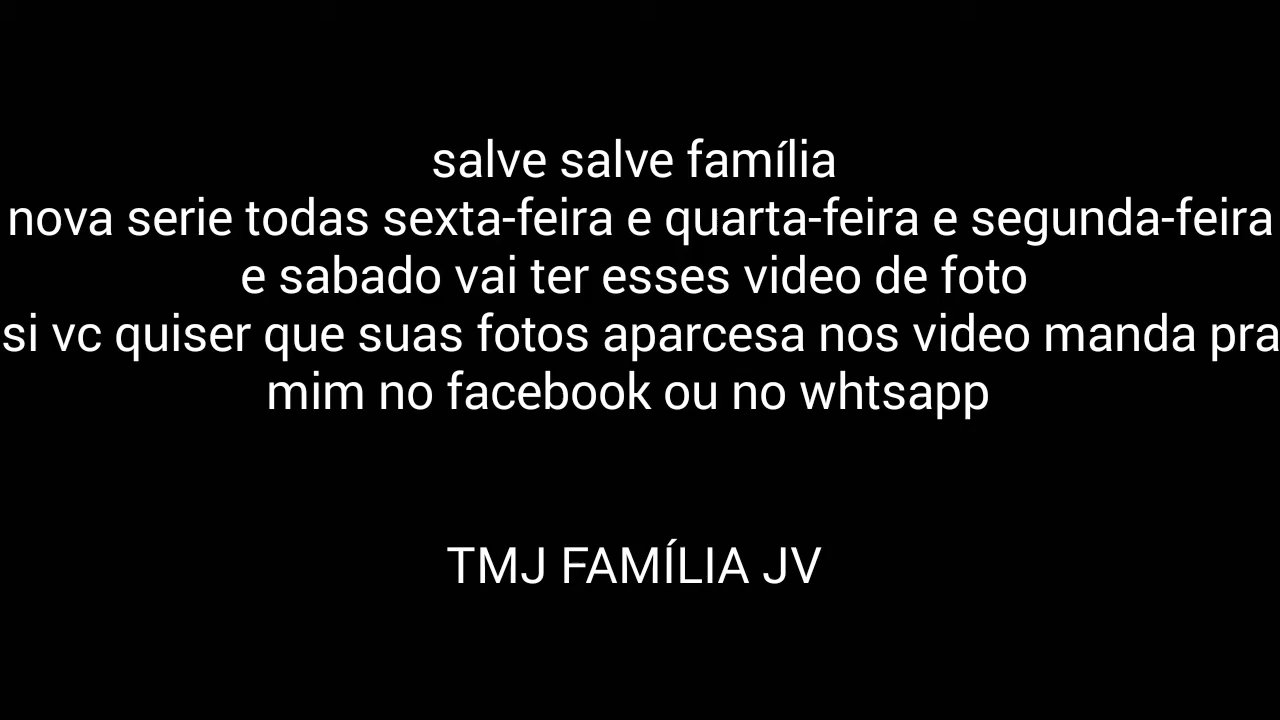 salve salve família
nova serie todas sexta-feira e quarta-feira e segunda-feira
e sabado vai ter esses video de foto
si vc quiser que suas fotos aparcesa nos video manda pra
mim no facebook ou no whtsapp
TMJ FAMÍLIA JV